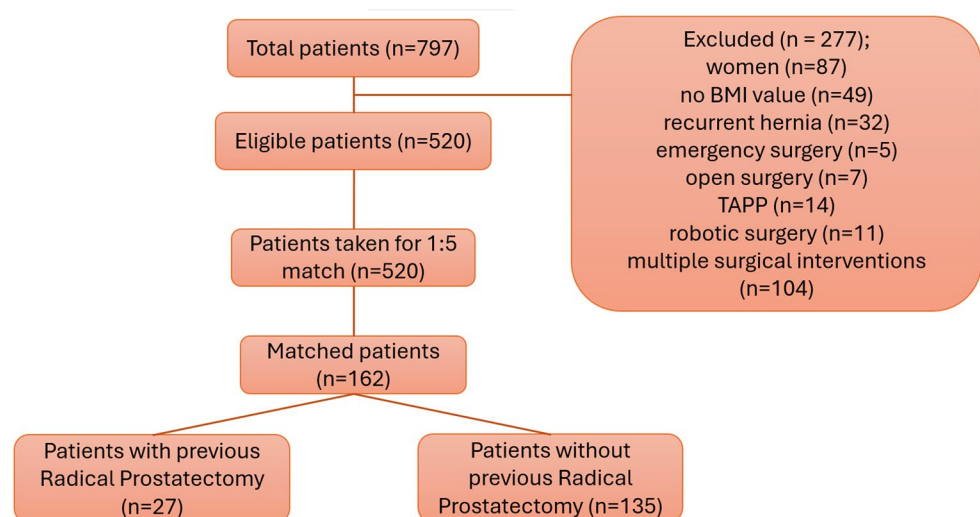 Total patients (n=797)
Excluded (n = 277);
women (n=87)
no BMI value (n=49)
recurrent hernia (n=32)
emergency surgery (n=5)
open surgery (n=7)
TAPP (n=14)
robotic surgery (n=11)
multiple surgical interventions
(n=104)
Eligible patients (n=520)
Patients taken for 1:5
match (n=520)
Matched patients
(n=162)
Patients with previous
Radical Prostatectomy
(n=27)
Patients without
previous Radical
Prostatectomy (n=135)